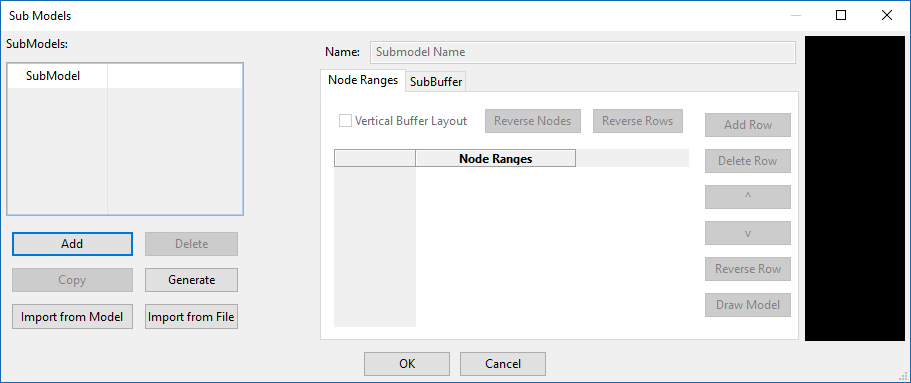 Sub Models
SubModels:
SubModel
Add
Delete
Copy
Generate
Import from Model
Import from File
Name:
Submodel Name
Node Ranges
SubBuffer
Vertical Buffer Layout
Reverse Nodes
Reverse Rows
Node Ranges
Add Row
Delete Row
^
v
Reverse Row
Draw Model
OK
Cancel